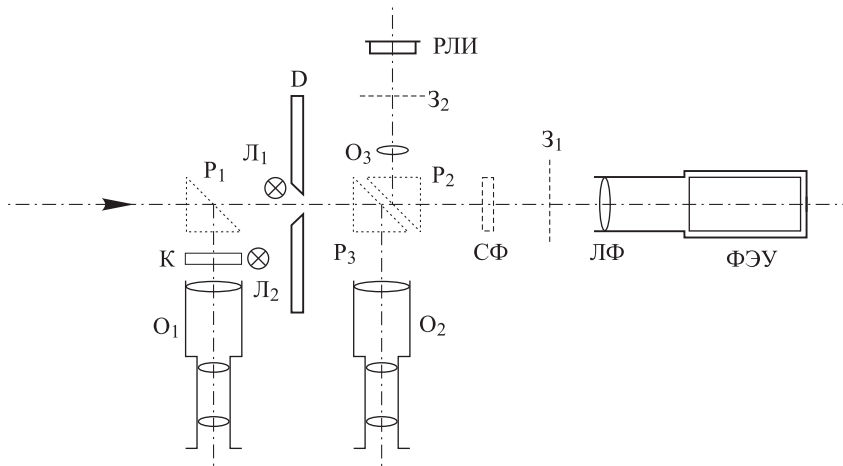 РЛИ
D
З₂
Л₁
О₃
З₁
Р₁
Р₂
К
Л₂
Р₃
СФ
ЛФ
ФЭУ
О₁
О₂